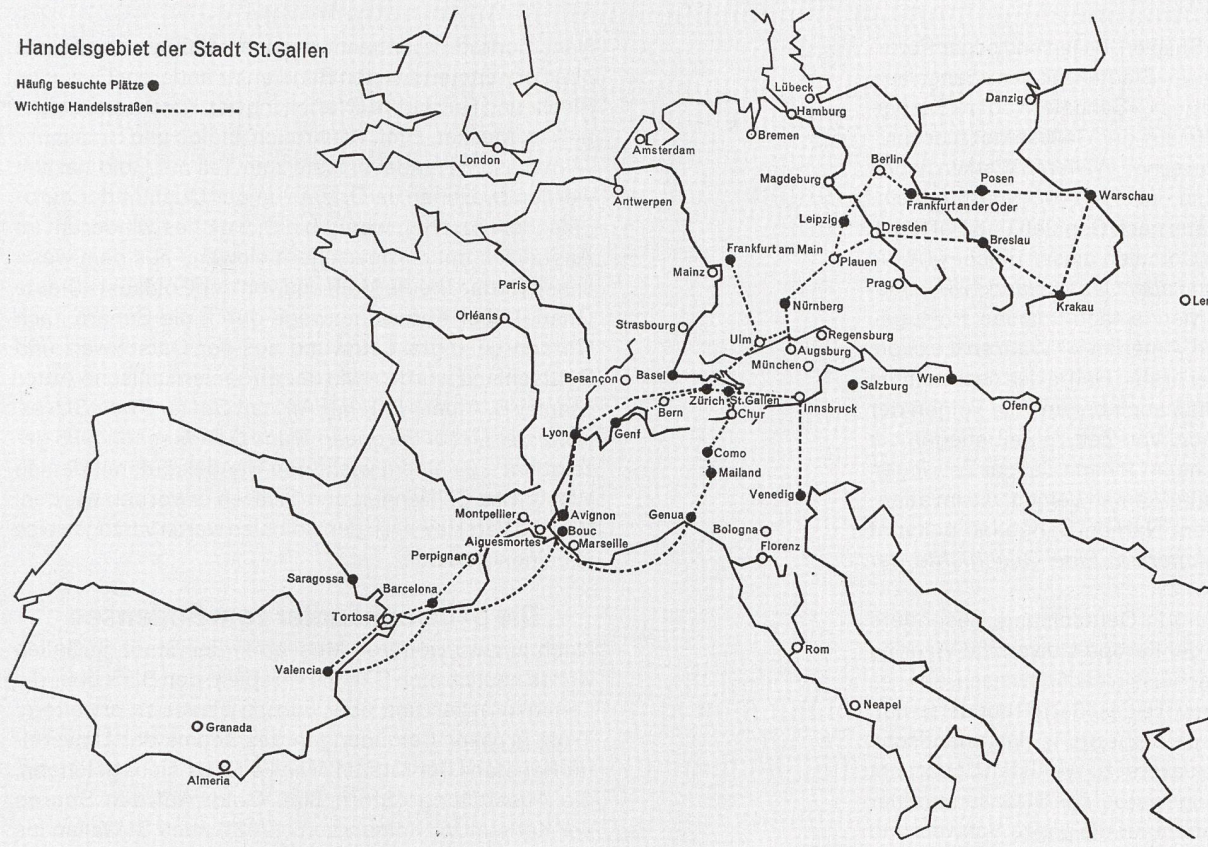 Handelsgebiet der Stadt St.Gallen
Häufig besuchte Plätze
Wichtige Handelsstraßen
Lübeck
Hamburg
Danzig
Bremen
Amsterdam
London
Berlin
Posen
Magdeburg
Warschau
Antwerpen
Frankfurt an der Oder
Leipzig
Dresden
Breslau
Frankfurt am Main
Plauen
Mainz
Prag
Paris
Krakau
Nürnberg
Orléans
Strasbourg
Regensburg
Ulm
Augsburg
München
Besançon
Basel
Wien
Salzburg
Zürich
St.Gallen
Innsbruck
Ofen
Bern
Chur
Genf
Lyon
Como
Mailand
Venedig
Montpellier
Avignon
Genua
Bouc
Bologna
Aiguesmortes
Marseille
Florenz
Perpignan
Saragossa
Barcelona
Tortosa
Rom
Valencia
Neapel
Granada
Almeria